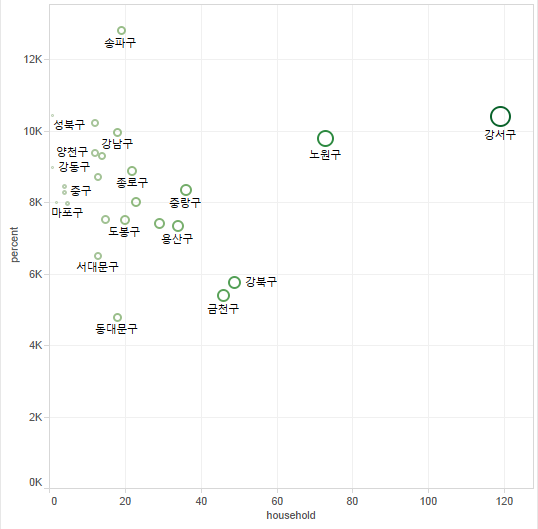 송파구
12K
성북구
10K
강남구
강서구
양천구
노원구
강동구
종로구
중구
8K
중랑구
마포구
도봉구
용산구
percent
서대문구
6K
강북구
금천구
동대문구
4K
2K
0K
0 20 40 60 80 100 120
household